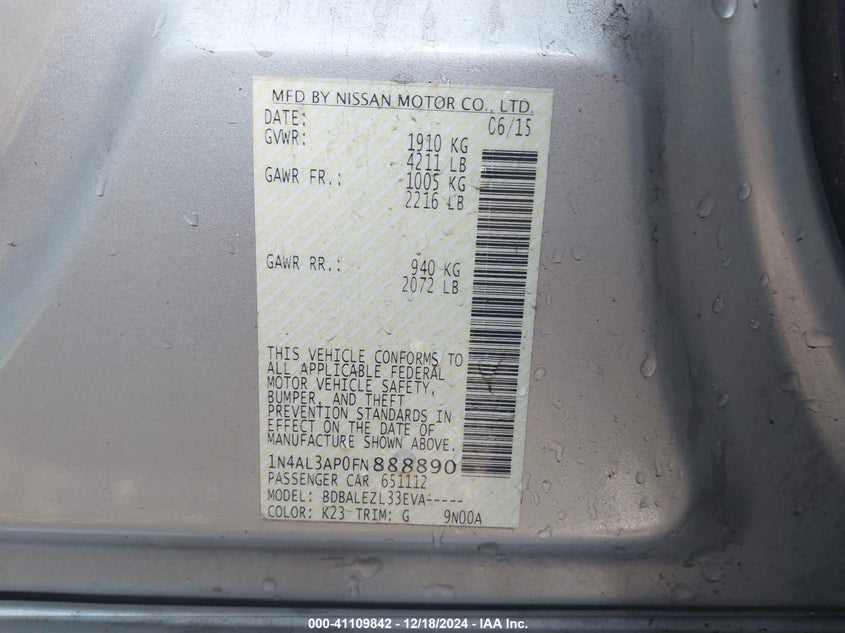 MFD BY NISSAN MOTOR CO., LTD.
DATE: 06/15
GVWR: 1910 KG
4211 LB
GAWR FR.: 1005 KG
2216 LB
GAWR RR.: 940 KG
2072 LB
THIS VEHICLE CONFORMS TO
ALL APPLICABLE FEDERAL
MOTOR VEHICLE SAFETY,
BUMPER, AND THEFT
PREVENTION STANDARDS IN
EFFECT ON THE DATE OF
MANUFACTURE SHOWN ABOVE.
1N4AL3AP0FN888890
PASSENGER CAR 651112
MODEL: BDBALEZL33EVA-----
COLOR: K23 TRIM: G 9N00A
000-41109842 - 12/18/2024 - IAA Inc.